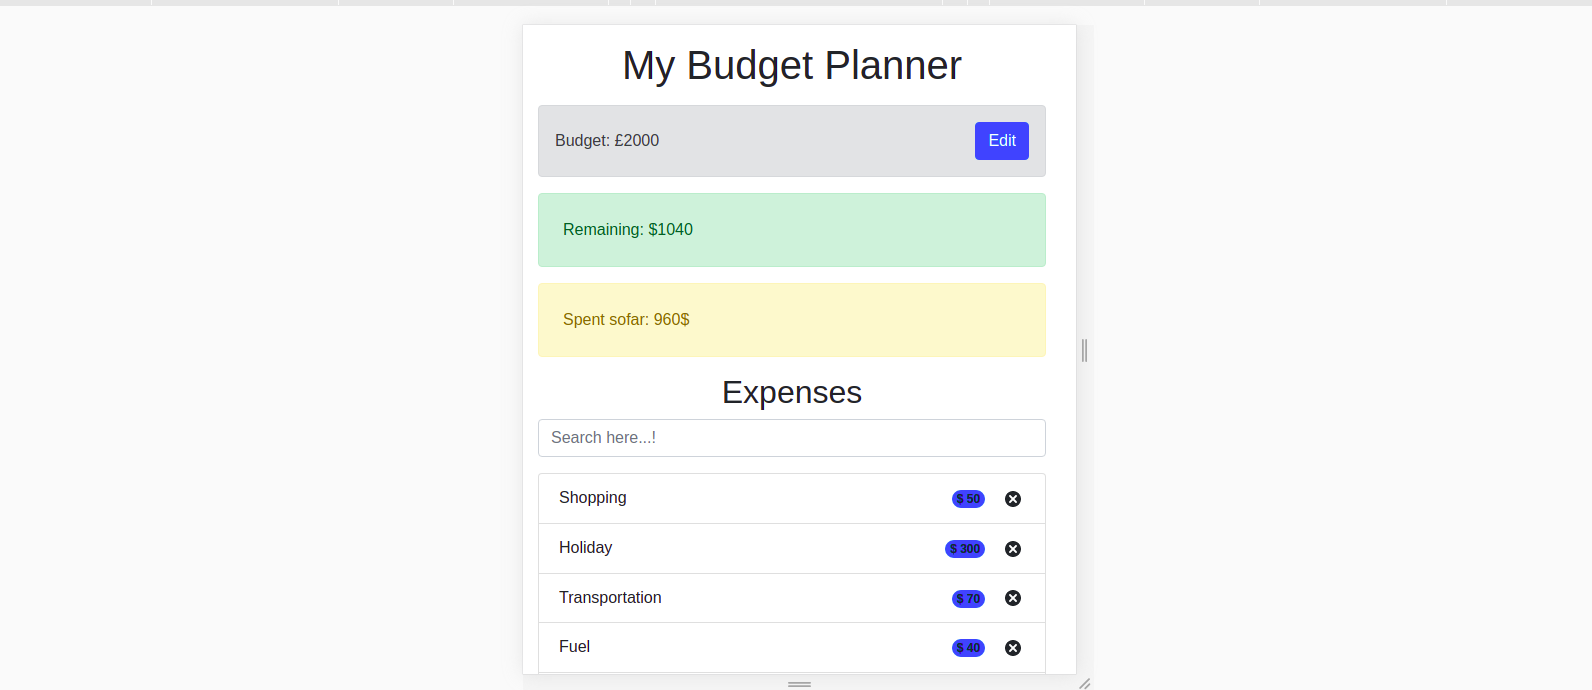 My Budget Planner
Budget: £2000 Edit
Remaining: $1040
Spent sofar: 960$
Expenses
Search here...!
Shopping $ 50
Holiday $ 300
Transportation $ 70
Fuel $ 40